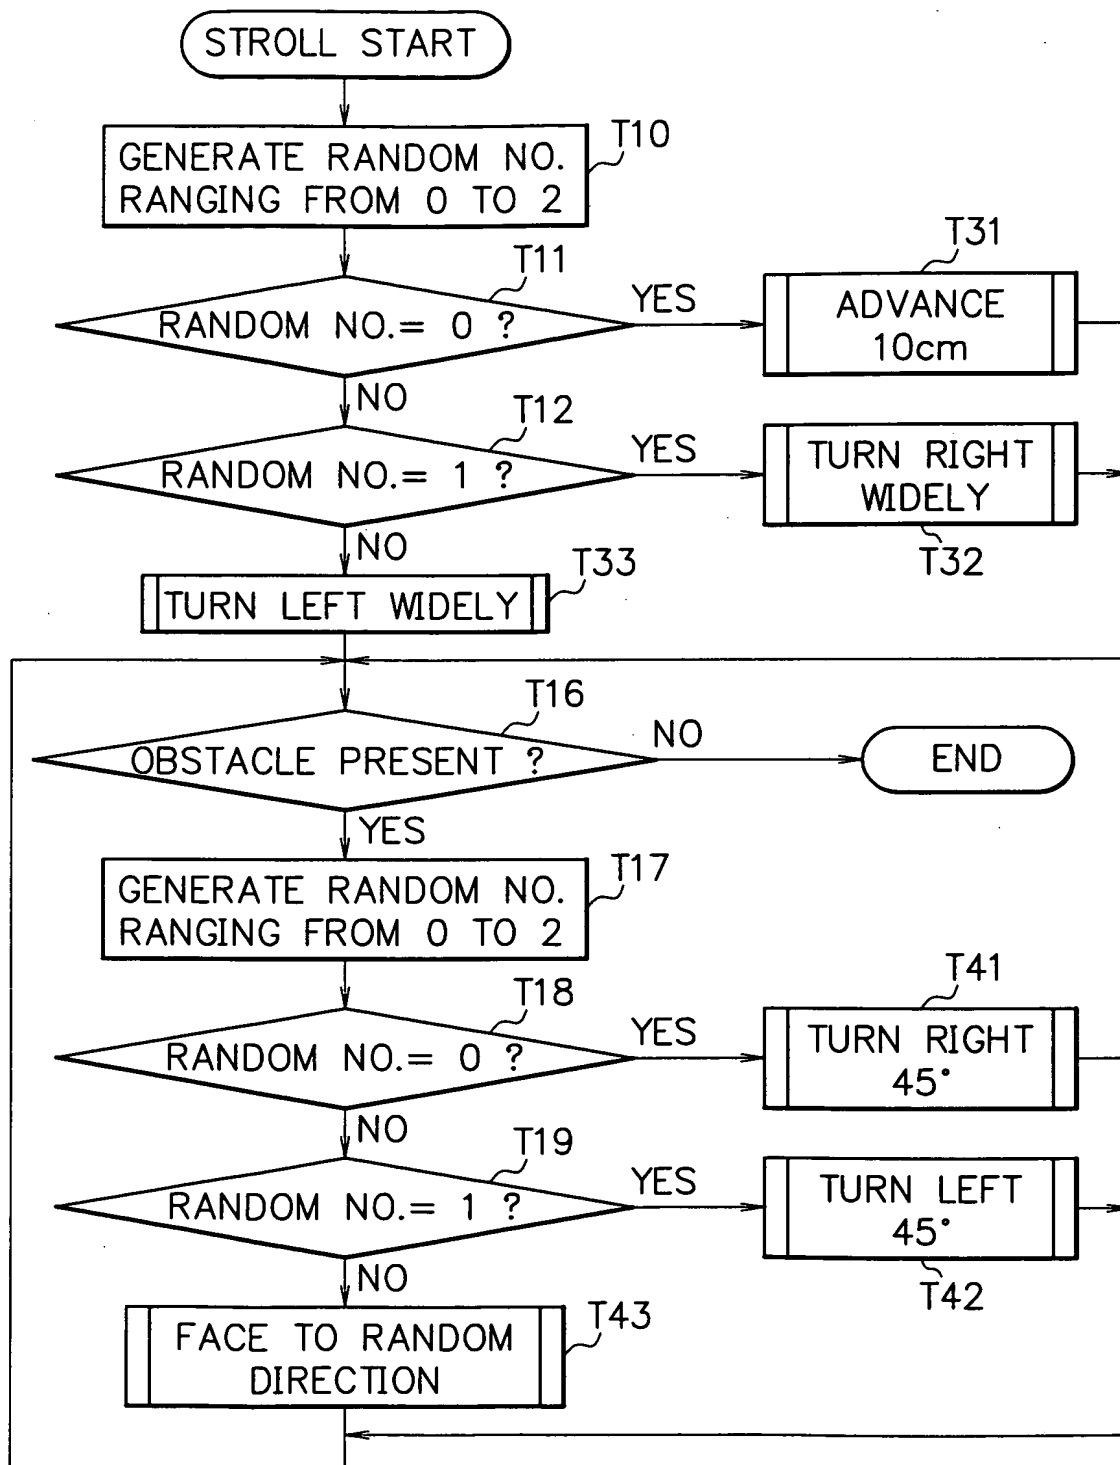 STROLL START
GENERATE RANDOM NO.
RANGING FROM 0 TO 2
T10
RANDOM NO.= 0 ?
T11
YES
ADVANCE
10cm
T31
NO
RANDOM NO.= 1 ?
T12
YES
TURN RIGHT
WIDELY
T32
NO
TURN LEFT WIDELY
T33
OBSTACLE PRESENT ?
T16
NO
END
YES
GENERATE RANDOM NO.
RANGING FROM 0 TO 2
T17
RANDOM NO.= 0 ?
T18
YES
TURN RIGHT
45°
T41
NO
RANDOM NO.= 1 ?
T19
YES
TURN LEFT
45°
T42
NO
FACE TO RANDOM
DIRECTION
T43